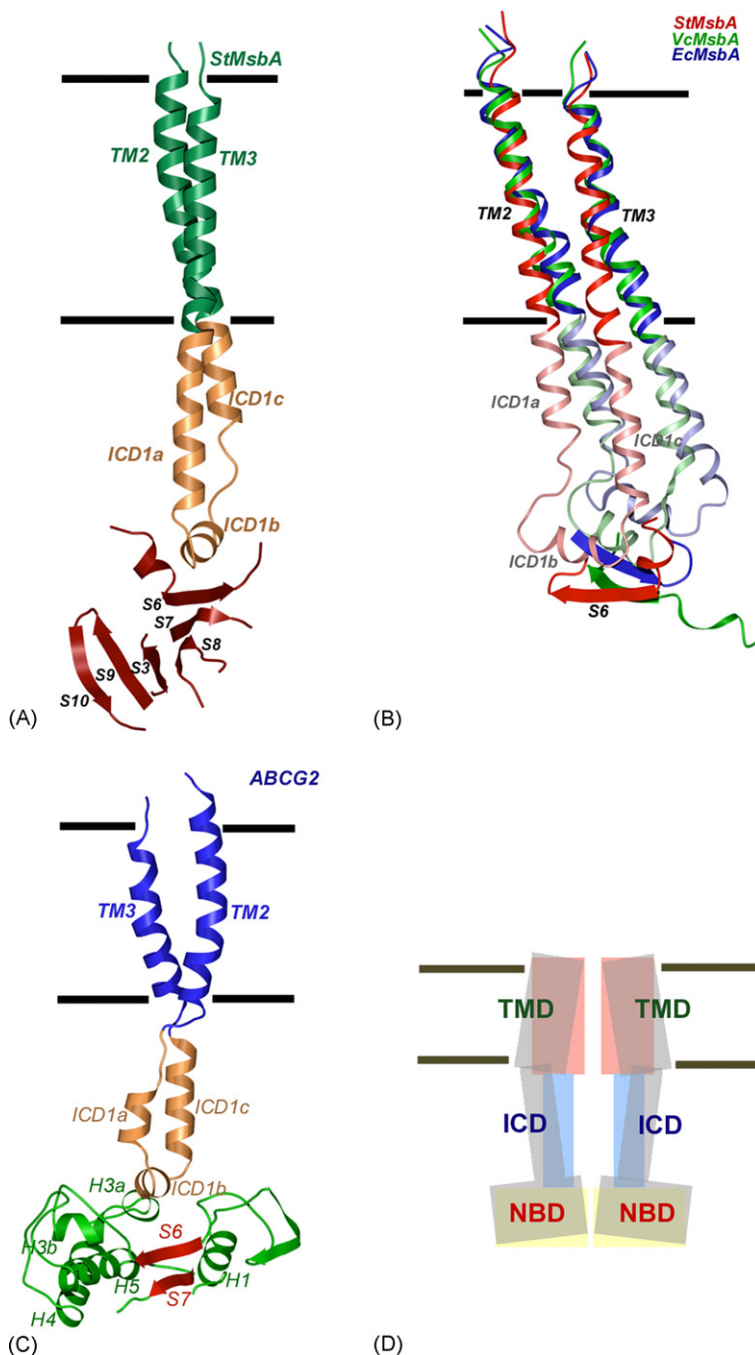 StMsbA
TM2
TM3
ICD1c
ICD1a
ICD1b
S6
S7
S8
S9
S3
S10
(A)
StMsbA
VcMsbA
EcMsbA
TM2
TM3
ICD1a
ICD1c
ICD1b
S6
(B)
ABCG2
TM3
TM2
ICD1a
ICD1c
H3a
ICD1b
S6
H3b
H5
H1
S7
H4
(C)
TMD TMD
ICD ICD
NBD NBD
(D)